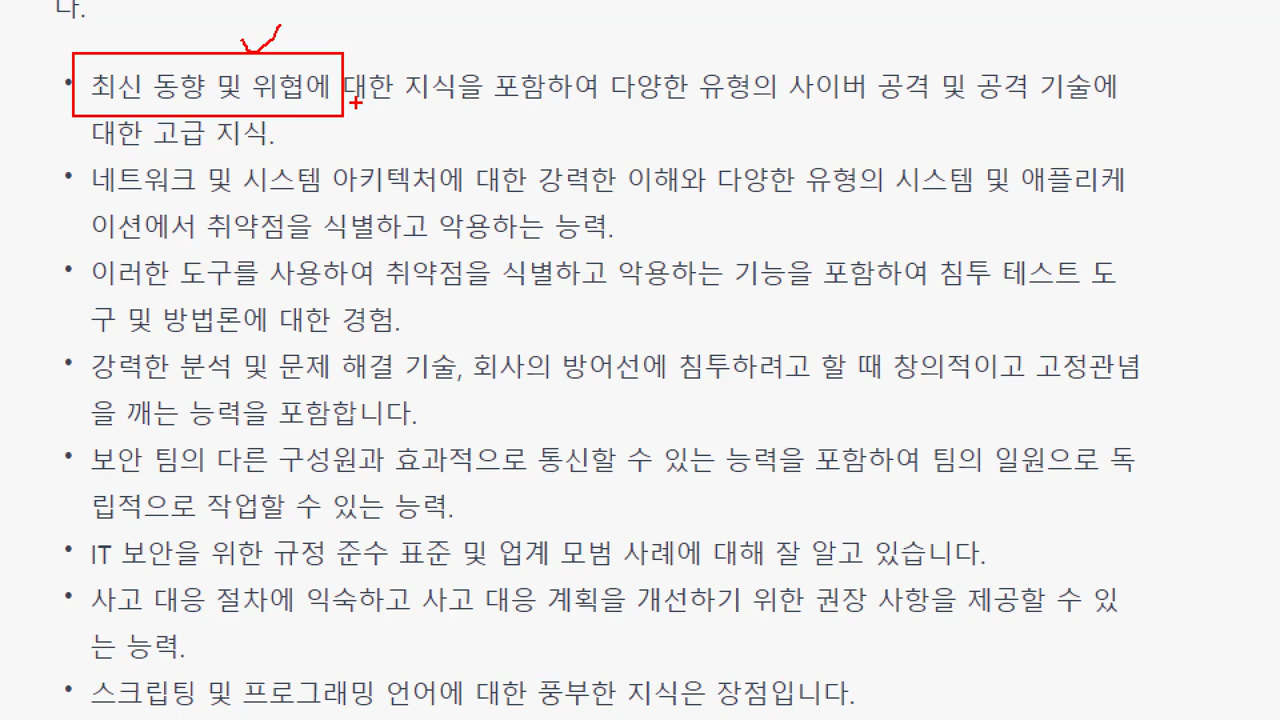 다.
• 최신 동향 및 위협에 대한 지식을 포함하여 다양한 유형의 사이버 공격 및 공격 기술에
대한 고급 지식.
• 네트워크 및 시스템 아키텍처에 대한 강력한 이해와 다양한 유형의 시스템 및 애플리케
이션에서 취약점을 식별하고 악용하는 능력.
• 이러한 도구를 사용하여 취약점을 식별하고 악용하는 기능을 포함하여 침투 테스트 도
구 및 방법론에 대한 경험.
• 강력한 분석 및 문제 해결 기술, 회사의 방어선에 침투하려고 할 때 창의적이고 고정관념
을 깨는 능력을 포함합니다.
• 보안 팀의 다른 구성원과 효과적으로 통신할 수 있는 능력을 포함하여 팀의 일원으로 독
립적으로 작업할 수 있는 능력.
• IT 보안을 위한 규정 준수 표준 및 업계 모범 사례에 대해 잘 알고 있습니다.
• 사고 대응 절차에 익숙하고 사고 대응 계획을 개선하기 위한 권장 사항을 제공할 수 있
는 능력.
• 스크립팅 및 프로그래밍 언어에 대한 풍부한 지식은 장점입니다.